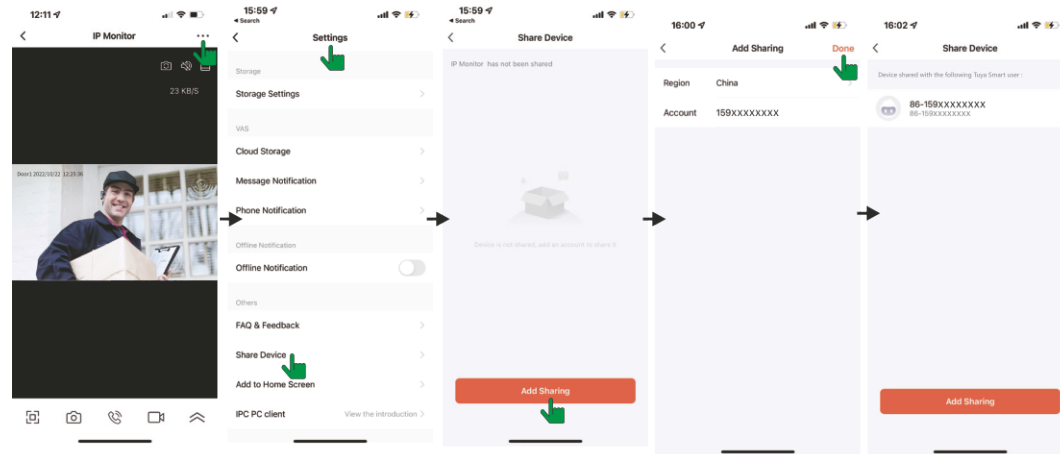 12:11
IP Monitor
23 KB/S
Door1 2022/10/22 12:25:36
15:59
Search
Settings
Storage
Storage Settings
VAS
Cloud Storage
Message Notification
Phone Notification
Offline Notification
Offline Notification
Others
FAQ & Feedback
Share Device
Add to Home Screen
IPC PC client View the introduction
15:59
Search
Share Device
IP Monitor has not been shared
Device is not shared, add an account to share it
Add Sharing
16:00
Add Sharing Done
Region China
Account 159XXXXXXXX
16:02
Share Device
Device shared with the following Tuya Smart user :
86-159XXXXXXXX
86-159XXXXXXXX
Add Sharing